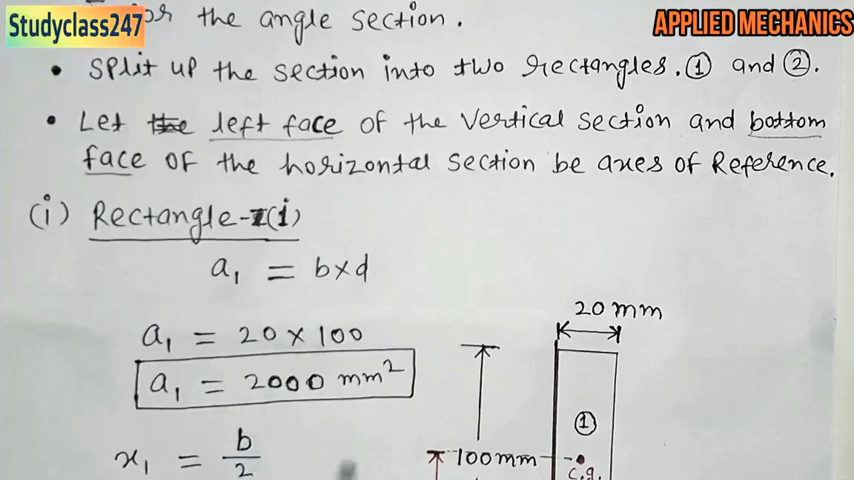 Studyclass247
APPLIED MECHANICS
for the angle section.
• Split up the section into two rectangles. ① and ②.
• Let the left face of the vertical section and bottom
face of the horizontal section be axes of Reference.
(i) Rectangle-(i)
a₁ = b×d
a₁ = 20 × 100
a₁ = 2000 mm²
x₁ = b/2
20 mm
①
100mm
c.g.